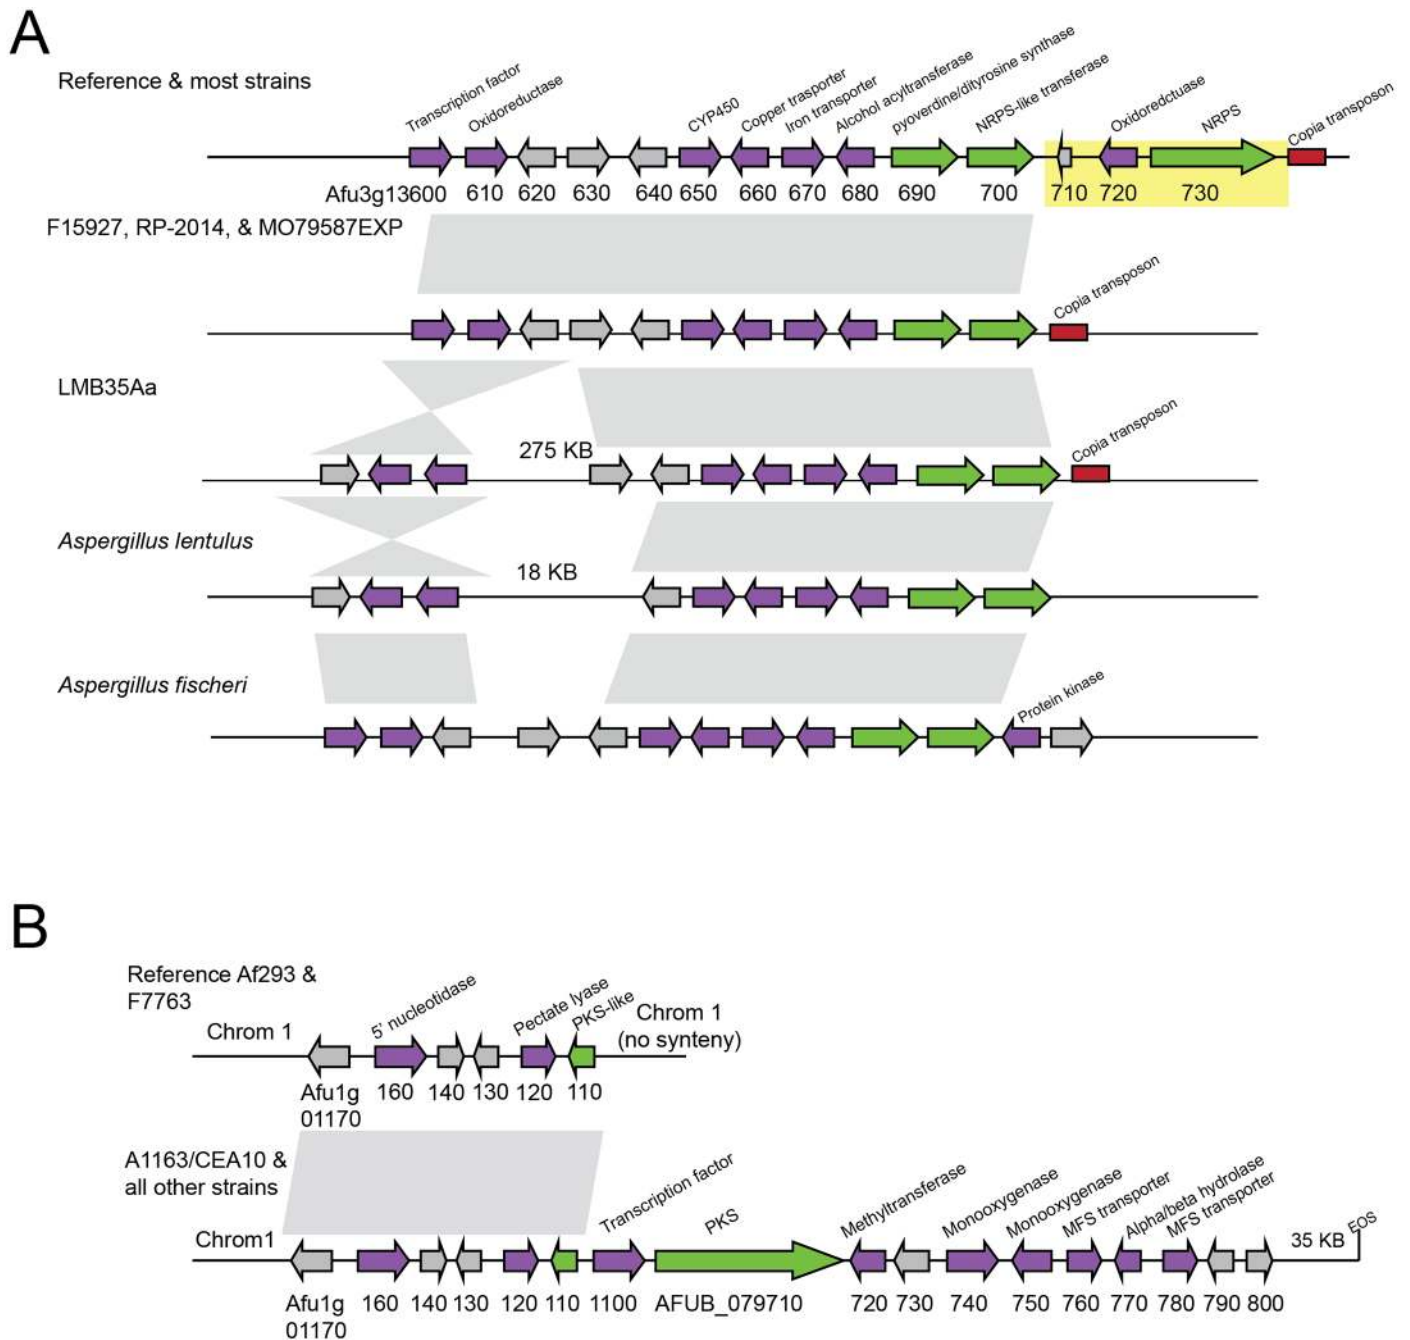 A
Reference & most strains
Transcription factor
Oxidoreductase
CYP450
Copper trasporter
Iron transporter
Alcohol acyltransferase
pyoverdine/dityrosine synthase
NRPS-like transferase
Oxidoredctuase
NRPS
Copia transposon
Afu3g13600 610 620 630 640 650 660 670 680 690 700 710 720 730
F15927, RP-2014, & MO79587EXP
Copia transposon
LMB35Aa
275 KB
Copia transposon
Aspergillus lentulus
18 KB
Aspergillus fischeri
Protein kinase
B
Reference Af293 &
F7763
Chrom 1
5' nucleotidase
Pectate lyase
PKS-like
Chrom 1
(no synteny)
Afu1g 160 140 130 120 110
01170
A1163/CEA10 &
all other strains
Chrom1
Transcription factor
PKS
Methyltransferase
Monooxygenase
Monooxygenase
MFS transporter
Alpha/beta hydrolase
MFS transporter
35 KB
EOS
Afu1g 160 140 130 120 110 1100 AFUB_079710 720 730 740 750 760 770 780 790 800
01170